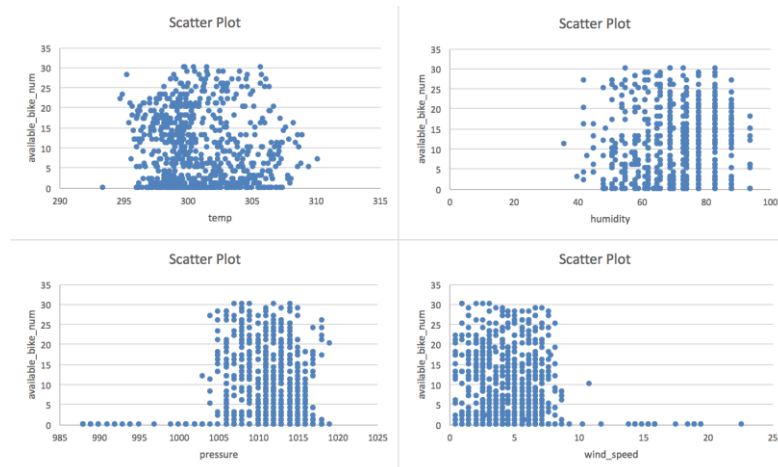 Scatter Plot
35
30
25
20
15
10
5
0
available_bike_num
290 295 300 305 310 315
temp
Scatter Plot
35
30
25
20
15
10
5
0
available_bike_num
0 20 40 60 80 100
humidity
Scatter Plot
35
30
25
20
15
10
5
0
available_bike_num
985 990 995 1000 1005 1010 1015 1020 1025
pressure
Scatter Plot
35
30
25
20
15
10
5
0
available_bike_num
0 5 10 15 20 25
wind_speed